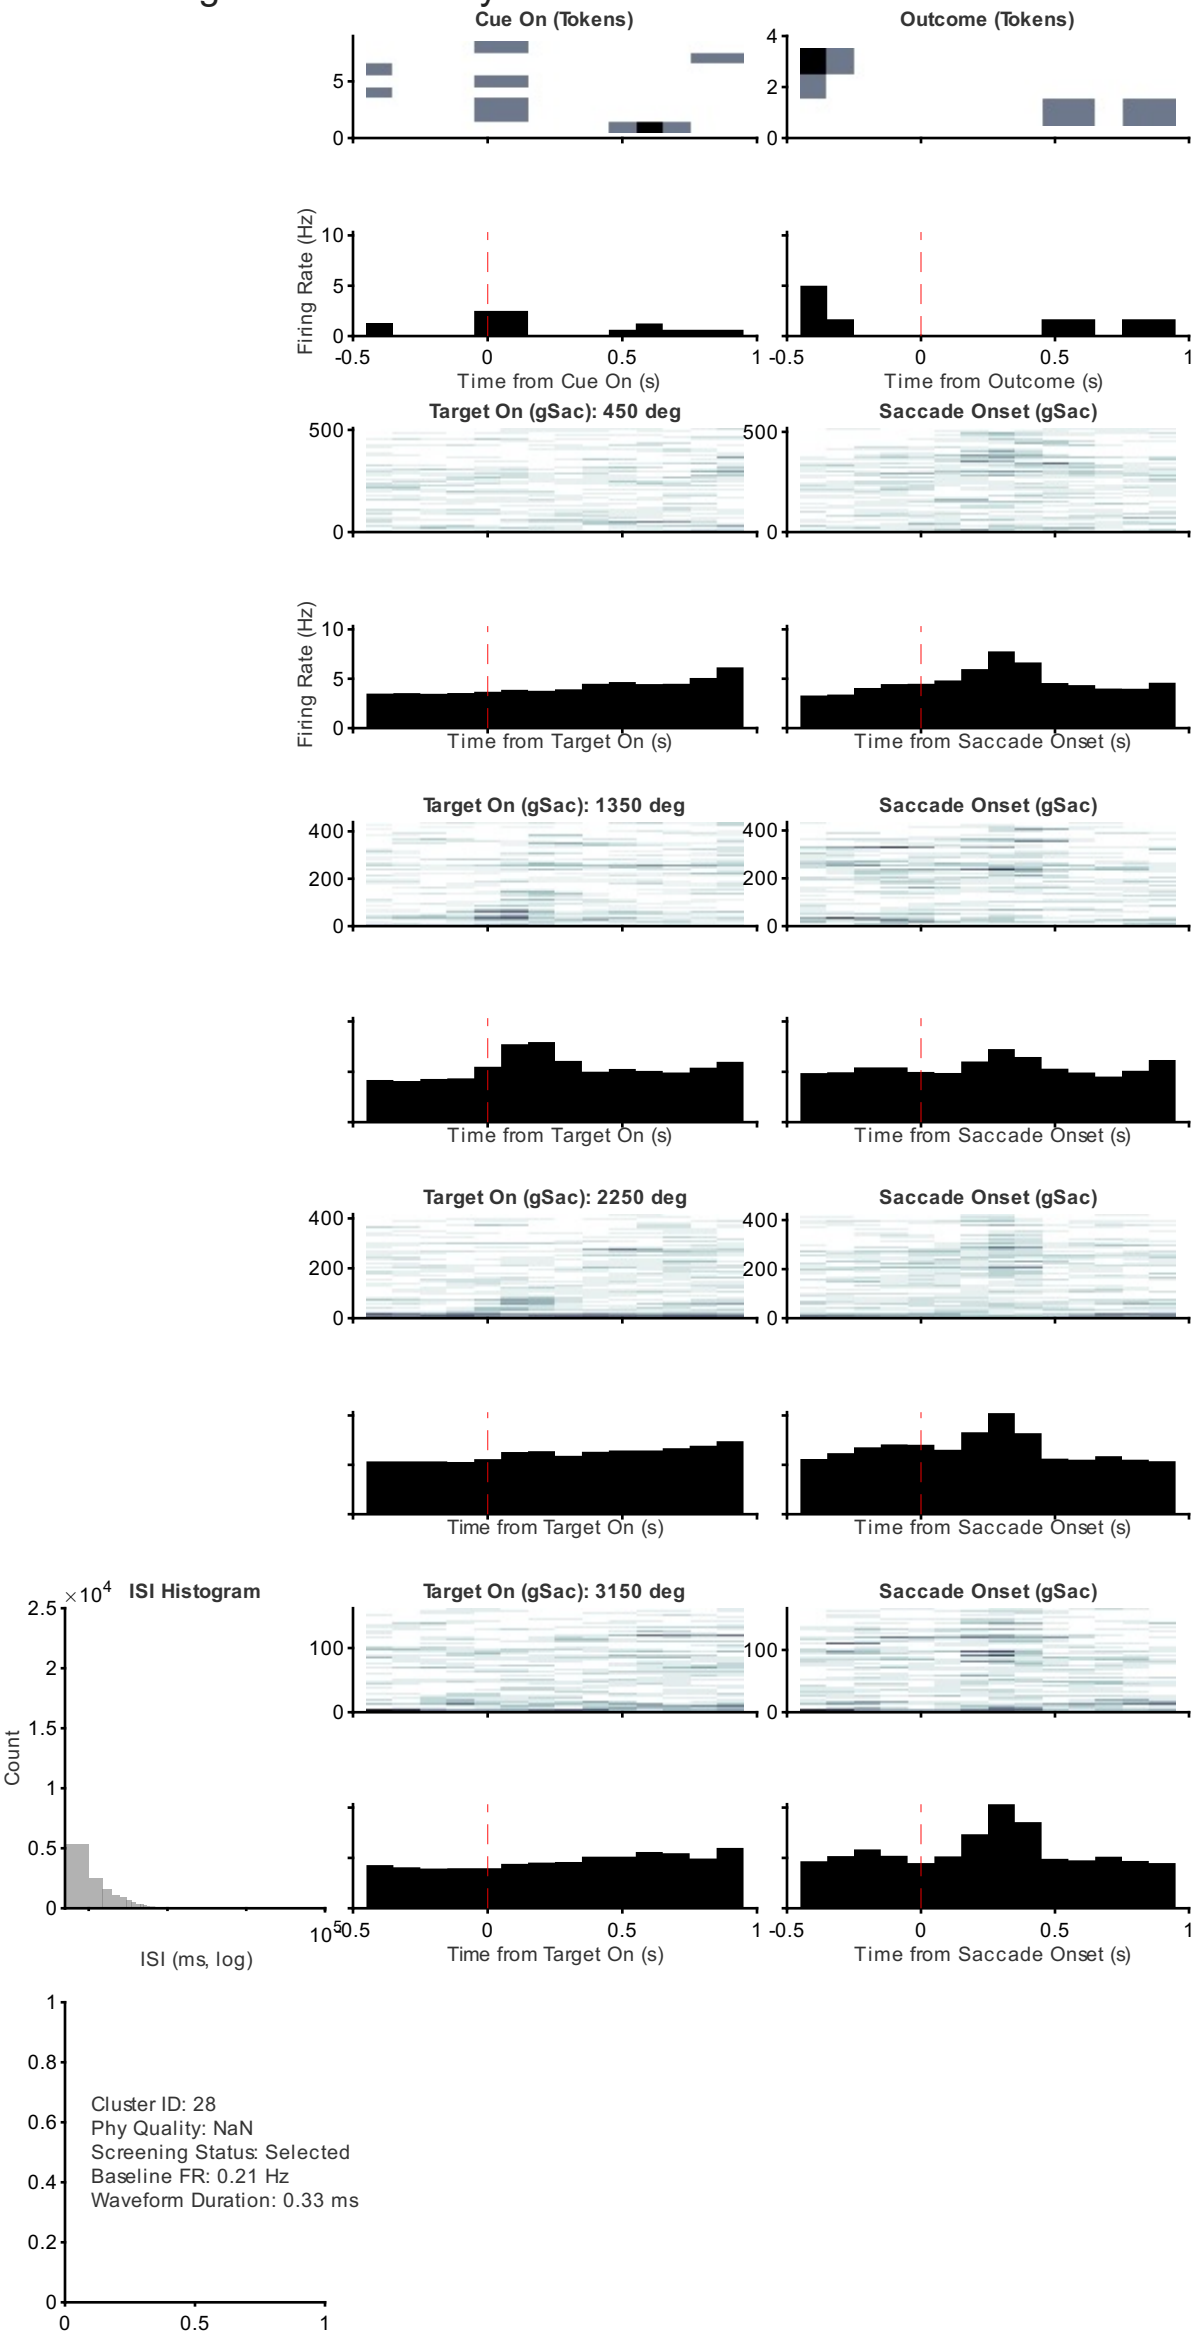 Cue On (Tokens)
Outcome (Tokens)
5
0
4
2
0
Firing Rate (Hz)
10
5
0
-0.5 0 0.5 1
Time from Cue On (s)
-0.5 0 0.5 1
Time from Outcome (s)
Target On (gSac): 450 deg
Saccade Onset (gSac)
500
0
500
0
Firing Rate (Hz)
10
5
0
Time from Target On (s)
Time from Saccade Onset (s)
Target On (gSac): 1350 deg
Saccade Onset (gSac)
400
200
0
400
200
0
Time from Target On (s)
Time from Saccade Onset (s)
Target On (gSac): 2250 deg
Saccade Onset (gSac)
400
200
0
400
200
0
Time from Target On (s)
Time from Saccade Onset (s)
×10⁴ ISI Histogram
Target On (gSac): 3150 deg
Saccade Onset (gSac)
2.5
2
1.5
1
0.5
0
Count
10⁵
ISI (ms, log)
100
0
100
0
-0.5 0 0.5 1
Time from Target On (s)
-0.5 0 0.5 1
Time from Saccade Onset (s)
1
0.8
0.6
0.4
0.2
0
Cluster ID: 28
Phy Quality: NaN
Screening Status: Selected
Baseline FR: 0.21 Hz
Waveform Duration: 0.33 ms
0 0.5 1